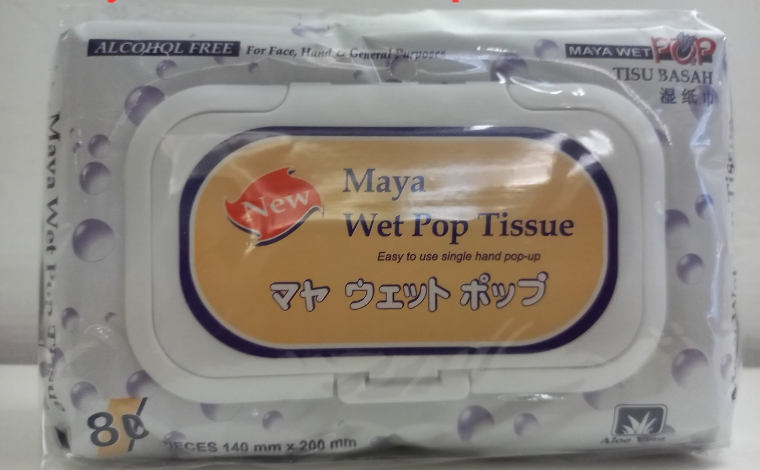 ALCOHOL FREE For Face, Hand & General Purposes
MAYA WET POP
TISU BASAH
湿纸巾
New
Maya
Wet Pop Tissue
Easy to use single hand pop-up
マヤ ウェット ポップ
Maya Wet Pop Tissue
80 PIECES 140 mm x 200 mm
Aloe Vera